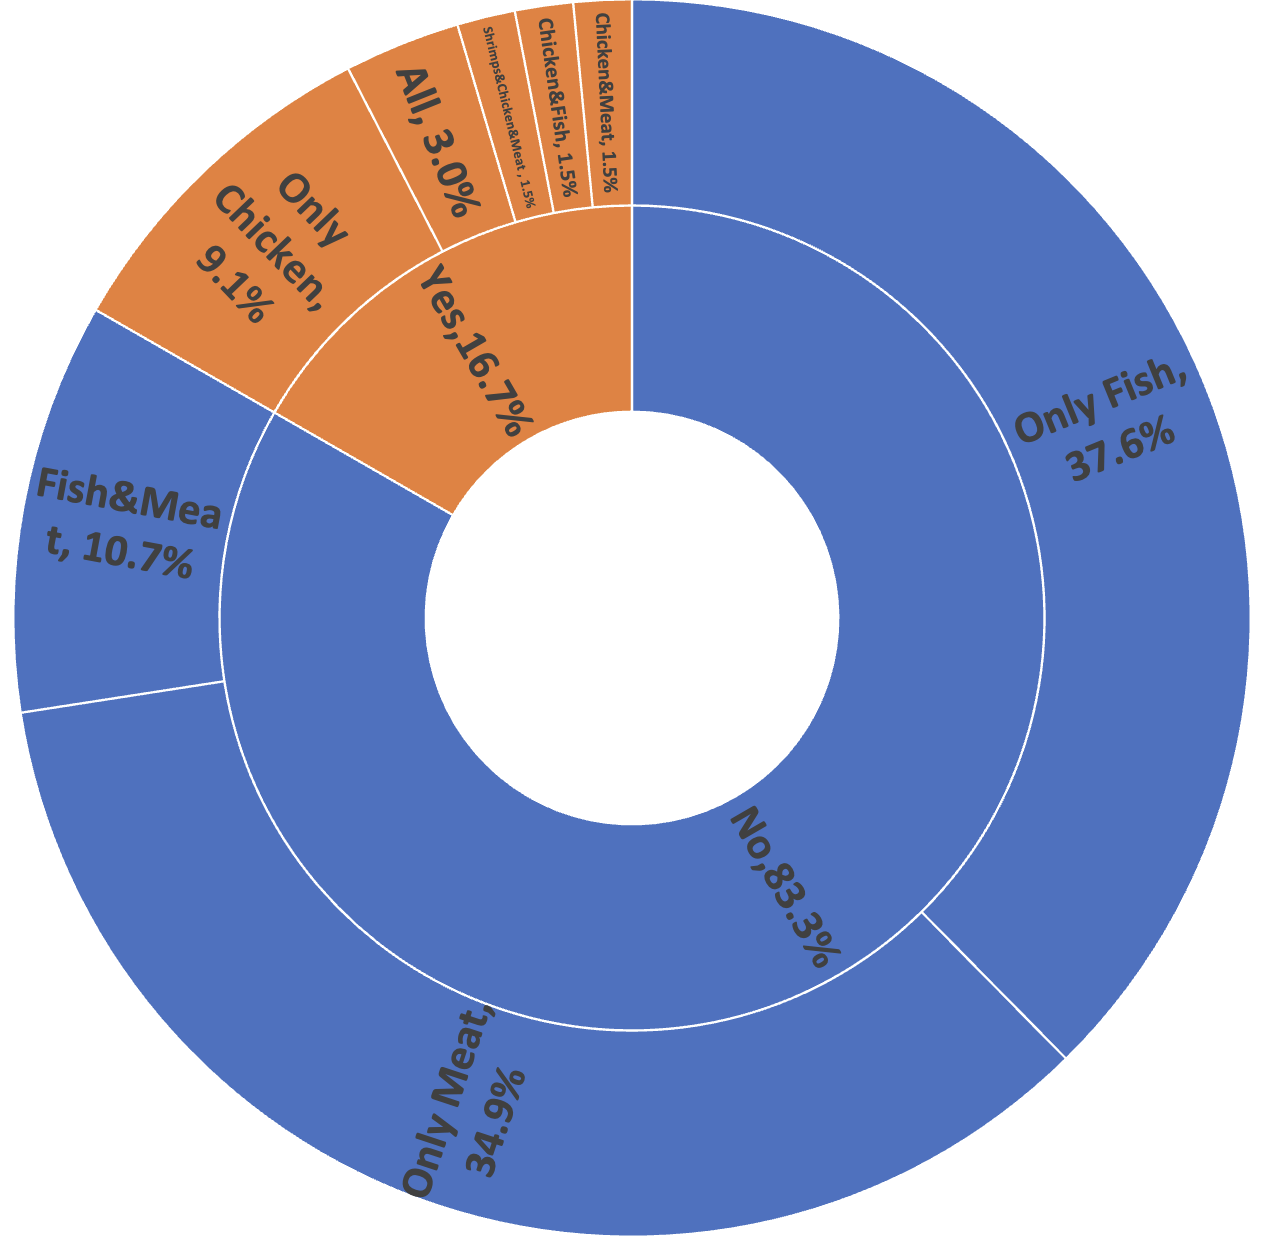 Only Fish,
37.6%
Only Meat,
34.9%
Fish&Mea
t, 10.7%
Only
Chicken,
9.1%
All, 3.0%
Shrimps&Chicken&Meat , 1.5%
Chicken&Fish, 1.5%
Chicken&Meat, 1.5%
Yes,16.7%
No,83.3%